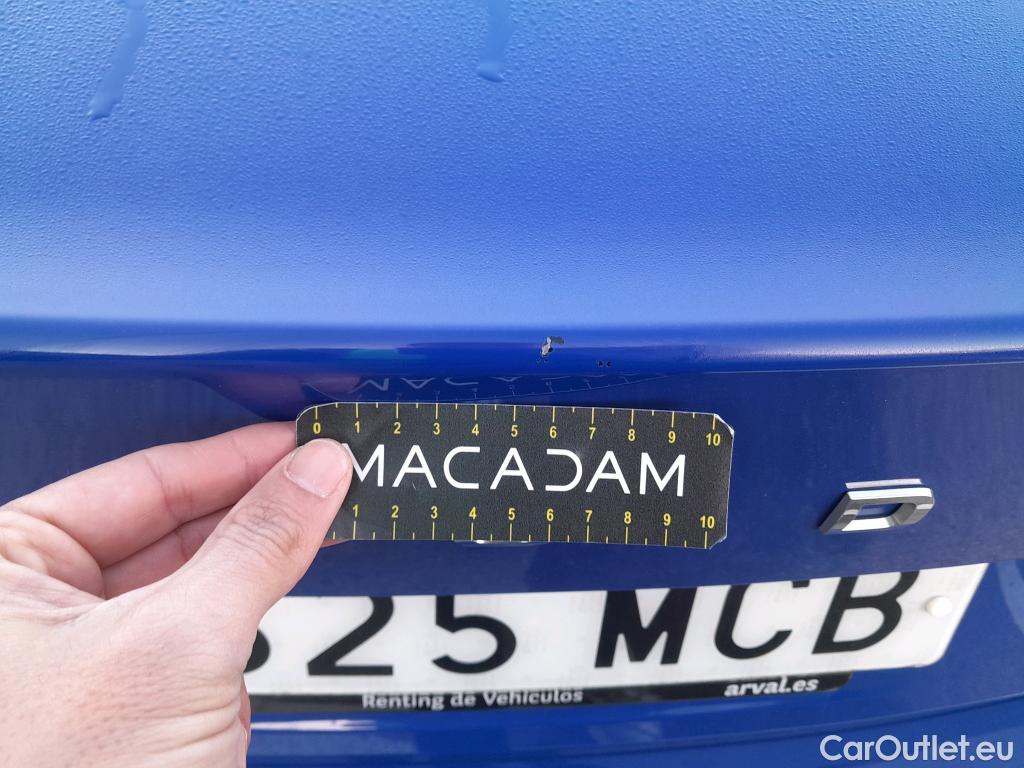 0 1 2 3 4 5 6 7 8 9 10
MACADAM
1 2 3 4 5 6 7 8 9 10
D
525 MCB
Renting de Vehículos arval.es
CarOutlet.eu